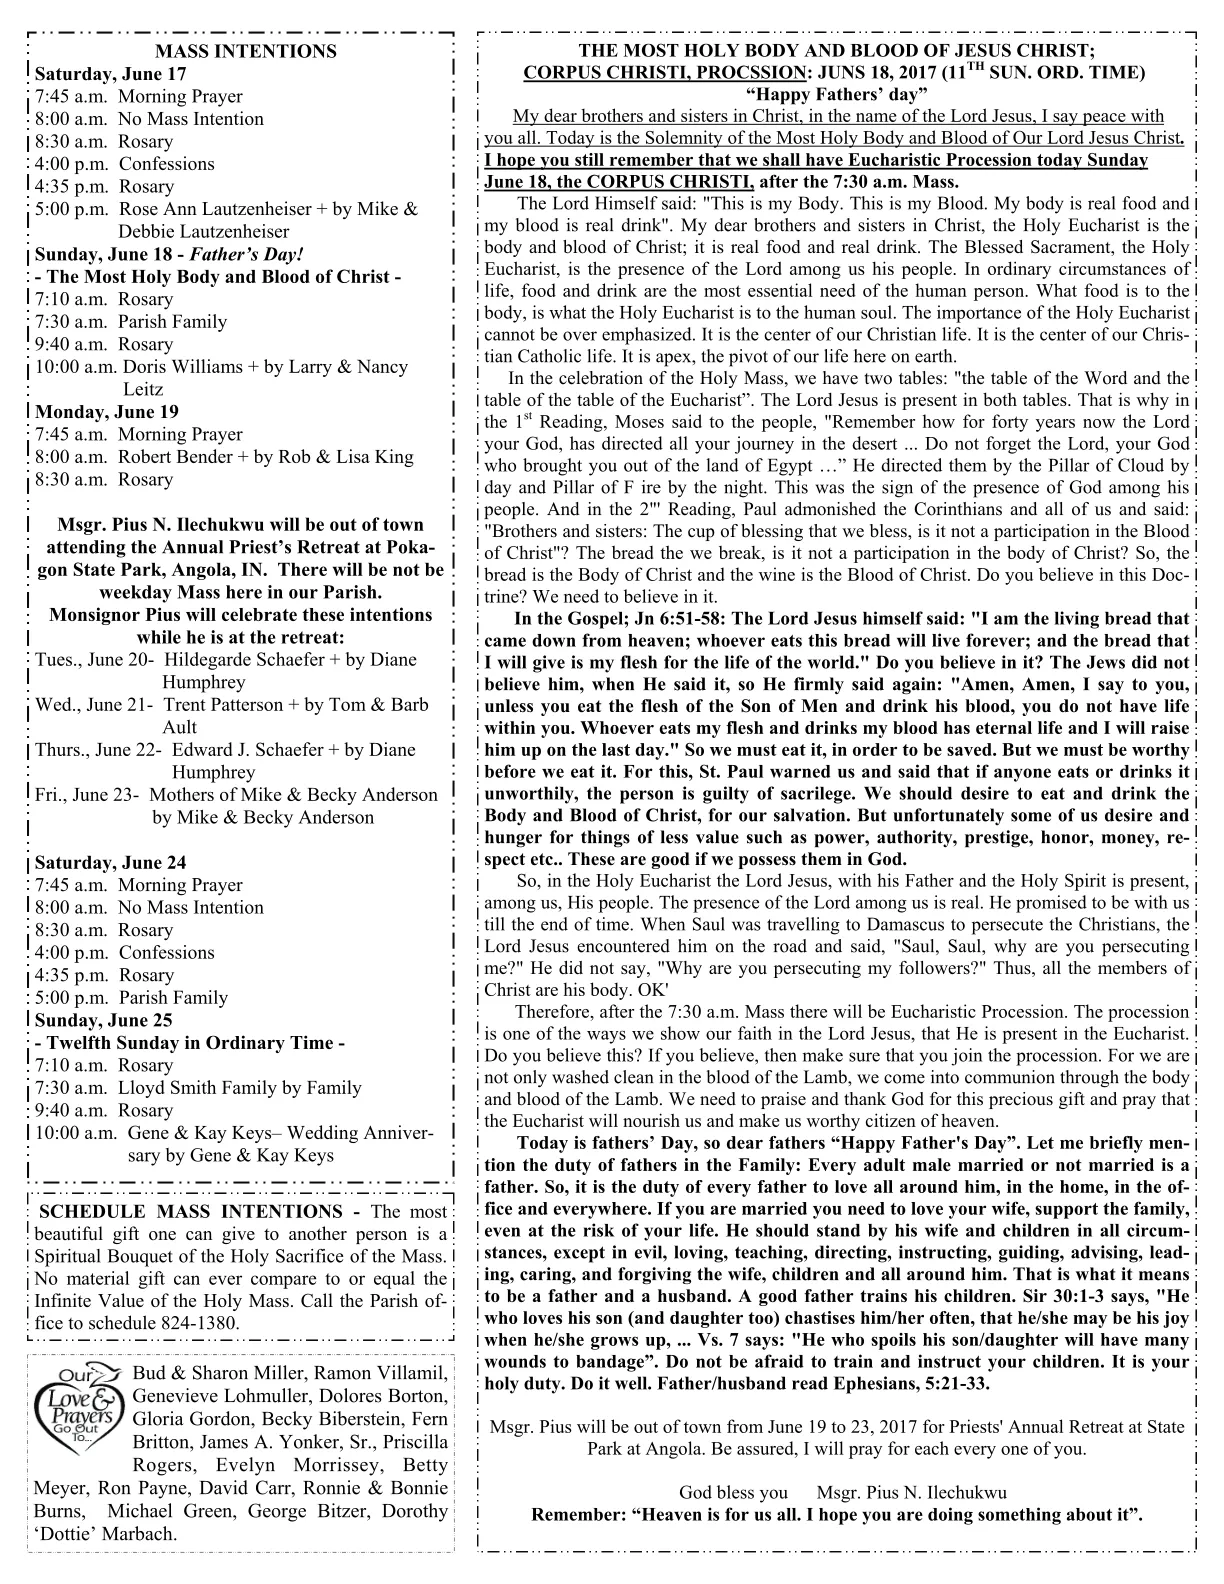 MASS INTENTIONS
Saturday, June 17
7:45 a.m. Morning Prayer
8:00 a.m. No Mass Intention
8:30 a.m. Rosary
4:00 p.m. Confessions
4:35 p.m. Rosary
5:00 p.m. Rose Ann Lautzenheiser + by Mike &
Debbie Lautzenheiser
Sunday, June 18 - Father's Day!
- The Most Holy Body and Blood of Christ -
7:10 a.m. Rosary
7:30 a.m. Parish Family
9:40 a.m. Rosary
10:00 a.m. Doris Williams + by Larry & Nancy
Leitz
Monday, June 19
7:45 a.m. Morning Prayer
8:00 a.m. Robert Bender + by Rob & Lisa King
8:30 a.m. Rosary
Msgr. Pius N. Ilechukwu will be out of town
attending the Annual Priest's Retreat at Poka-
gon State Park, Angola, IN. There will be not be
weekday Mass here in our Parish.
Monsignor Pius will celebrate these intentions
while he is at the retreat:
Tues., June 20- Hildegarde Schaefer + by Diane
Humphrey
Wed., June 21- Trent Patterson + by Tom & Barb
Ault
Thurs., June 22- Edward J. Schaefer + by Diane
Humphrey
Fri., June 23- Mothers of Mike & Becky Anderson
by Mike & Becky Anderson
Saturday, June 24
7:45 a.m. Morning Prayer
8:00 a.m. No Mass Intention
8:30 a.m. Rosary
4:00 p.m. Confessions
4:35 p.m. Rosary
5:00 p.m. Parish Family
Sunday, June 25
- Twelfth Sunday in Ordinary Time -
7:10 a.m. Rosary
7:30 a.m. Lloyd Smith Family by Family
9:40 a.m. Rosary
10:00 a.m. Gene & Kay Keys– Wedding Anniver-
sary by Gene & Kay Keys
SCHEDULE MASS INTENTIONS - The most
beautiful gift one can give to another person is a
Spiritual Bouquet of the Holy Sacrifice of the Mass.
No material gift can ever compare to or equal the
Infinite Value of the Holy Mass. Call the Parish of-
fice to schedule 824-1380.
Our
Love &
Prayers
Go Out
To...
Bud & Sharon Miller, Ramon Villamil,
Genevieve Lohmuller, Dolores Borton,
Gloria Gordon, Becky Biberstein, Fern
Britton, James A. Yonker, Sr., Priscilla
Rogers, Evelyn Morrissey, Betty
Meyer, Ron Payne, David Carr, Ronnie & Bonnie
Burns, Michael Green, George Bitzer, Dorothy
‘Dottie’ Marbach.
THE MOST HOLY BODY AND BLOOD OF JESUS CHRIST;
CORPUS CHRISTI, PROCSSION: JUNS 18, 2017 (11TH SUN. ORD. TIME)
“Happy Fathers’ day”
My dear brothers and sisters in Christ, in the name of the Lord Jesus, I say peace with
you all. Today is the Solemnity of the Most Holy Body and Blood of Our Lord Jesus Christ.
I hope you still remember that we shall have Eucharistic Procession today Sunday
June 18, the CORPUS CHRISTI, after the 7:30 a.m. Mass.
The Lord Himself said: "This is my Body. This is my Blood. My body is real food and
my blood is real drink". My dear brothers and sisters in Christ, the Holy Eucharist is the
body and blood of Christ; it is real food and real drink. The Blessed Sacrament, the Holy
Eucharist, is the presence of the Lord among us his people. In ordinary circumstances of
life, food and drink are the most essential need of the human person. What food is to the
body, is what the Holy Eucharist is to the human soul. The importance of the Holy Eucharist
cannot be over emphasized. It is the center of our Christian life. It is the center of our Chris-
tian Catholic life. It is apex, the pivot of our life here on earth.
In the celebration of the Holy Mass, we have two tables: "the table of the Word and the
table of the table of the Eucharist”. The Lord Jesus is present in both tables. That is why in
the 1st Reading, Moses said to the people, "Remember how for forty years now the Lord
your God, has directed all your journey in the desert ... Do not forget the Lord, your God
who brought you out of the land of Egypt …” He directed them by the Pillar of Cloud by
day and Pillar of F ire by the night. This was the sign of the presence of God among his
people. And in the 2"' Reading, Paul admonished the Corinthians and all of us and said:
"Brothers and sisters: The cup of blessing that we bless, is it not a participation in the Blood
of Christ"? The bread the we break, is it not a participation in the body of Christ? So, the
bread is the Body of Christ and the wine is the Blood of Christ. Do you believe in this Doc-
trine? We need to believe in it.
In the Gospel; Jn 6:51-58: The Lord Jesus himself said: "I am the living bread that
came down from heaven; whoever eats this bread will live forever; and the bread that
I will give is my flesh for the life of the world." Do you believe in it? The Jews did not
believe him, when He said it, so He firmly said again: "Amen, Amen, I say to you,
unless you eat the flesh of the Son of Men and drink his blood, you do not have life
within you. Whoever eats my flesh and drinks my blood has eternal life and I will raise
him up on the last day." So we must eat it, in order to be saved. But we must be worthy
before we eat it. For this, St. Paul warned us and said that if anyone eats or drinks it
unworthily, the person is guilty of sacrilege. We should desire to eat and drink the
Body and Blood of Christ, for our salvation. But unfortunately some of us desire and
hunger for things of less value such as power, authority, prestige, honor, money, re-
spect etc.. These are good if we possess them in God.
So, in the Holy Eucharist the Lord Jesus, with his Father and the Holy Spirit is present,
among us, His people. The presence of the Lord among us is real. He promised to be with us
till the end of time. When Saul was travelling to Damascus to persecute the Christians, the
Lord Jesus encountered him on the road and said, "Saul, Saul, why are you persecuting
me?" He did not say, "Why are you persecuting my followers?" Thus, all the members of
Christ are his body. OK'
Therefore, after the 7:30 a.m. Mass there will be Eucharistic Procession. The procession
is one of the ways we show our faith in the Lord Jesus, that He is present in the Eucharist.
Do you believe this? If you believe, then make sure that you join the procession. For we are
not only washed clean in the blood of the Lamb, we come into communion through the body
and blood of the Lamb. We need to praise and thank God for this precious gift and pray that
the Eucharist will nourish us and make us worthy citizen of heaven.
Today is fathers’ Day, so dear fathers “Happy Father's Day”. Let me briefly men-
tion the duty of fathers in the Family: Every adult male married or not married is a
father. So, it is the duty of every father to love all around him, in the home, in the of-
fice and everywhere. If you are married you need to love your wife, support the family,
even at the risk of your life. He should stand by his wife and children in all circum-
stances, except in evil, loving, teaching, directing, instructing, guiding, advising, lead-
ing, caring, and forgiving the wife, children and all around him. That is what it means
to be a father and a husband. A good father trains his children. Sir 30:1-3 says, "He
who loves his son (and daughter too) chastises him/her often, that he/she may be his joy
when he/she grows up, ... Vs. 7 says: "He who spoils his son/daughter will have many
wounds to bandage”. Do not be afraid to train and instruct your children. It is your
holy duty. Do it well. Father/husband read Ephesians, 5:21-33.
Msgr. Pius will be out of town from June 19 to 23, 2017 for Priests' Annual Retreat at State
Park at Angola. Be assured, I will pray for each every one of you.
God bless you Msgr. Pius N. Ilechukwu
Remember: “Heaven is for us all. I hope you are doing something about it”.